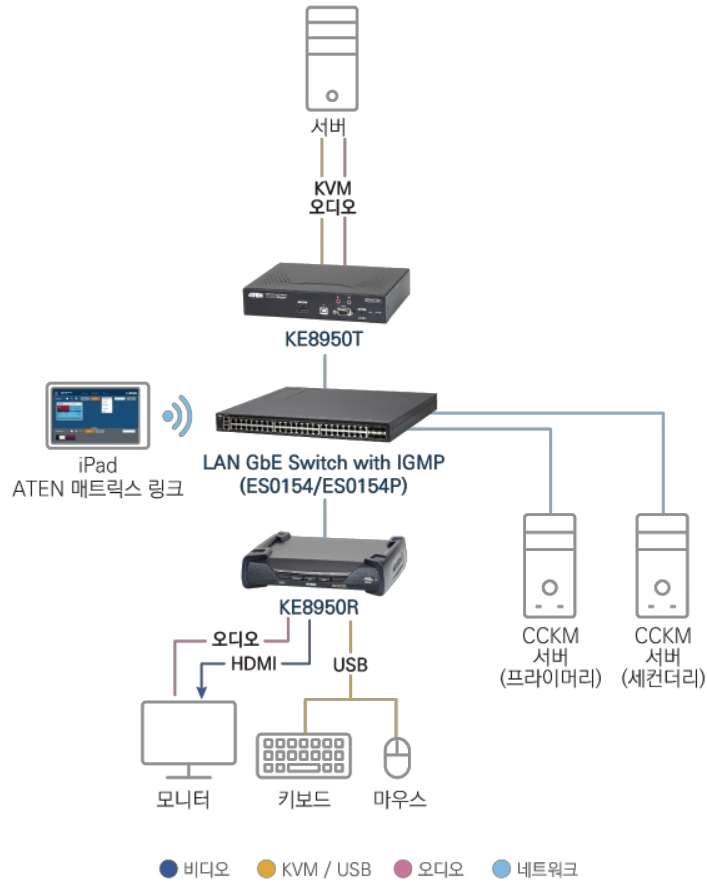 서버
KVM
오디오
ATEN
KE8950T
iPad
ATEN 매트릭스 링크
LAN GbE Switch with IGMP
(ES0154/ES0154P)
KE8950R
오디오
HDMI
USB
CCKM
서버
(프라이머리)
CCKM
서버
(세컨더리)
모니터
키보드
마우스
비디오
KVM / USB
오디오
네트워크